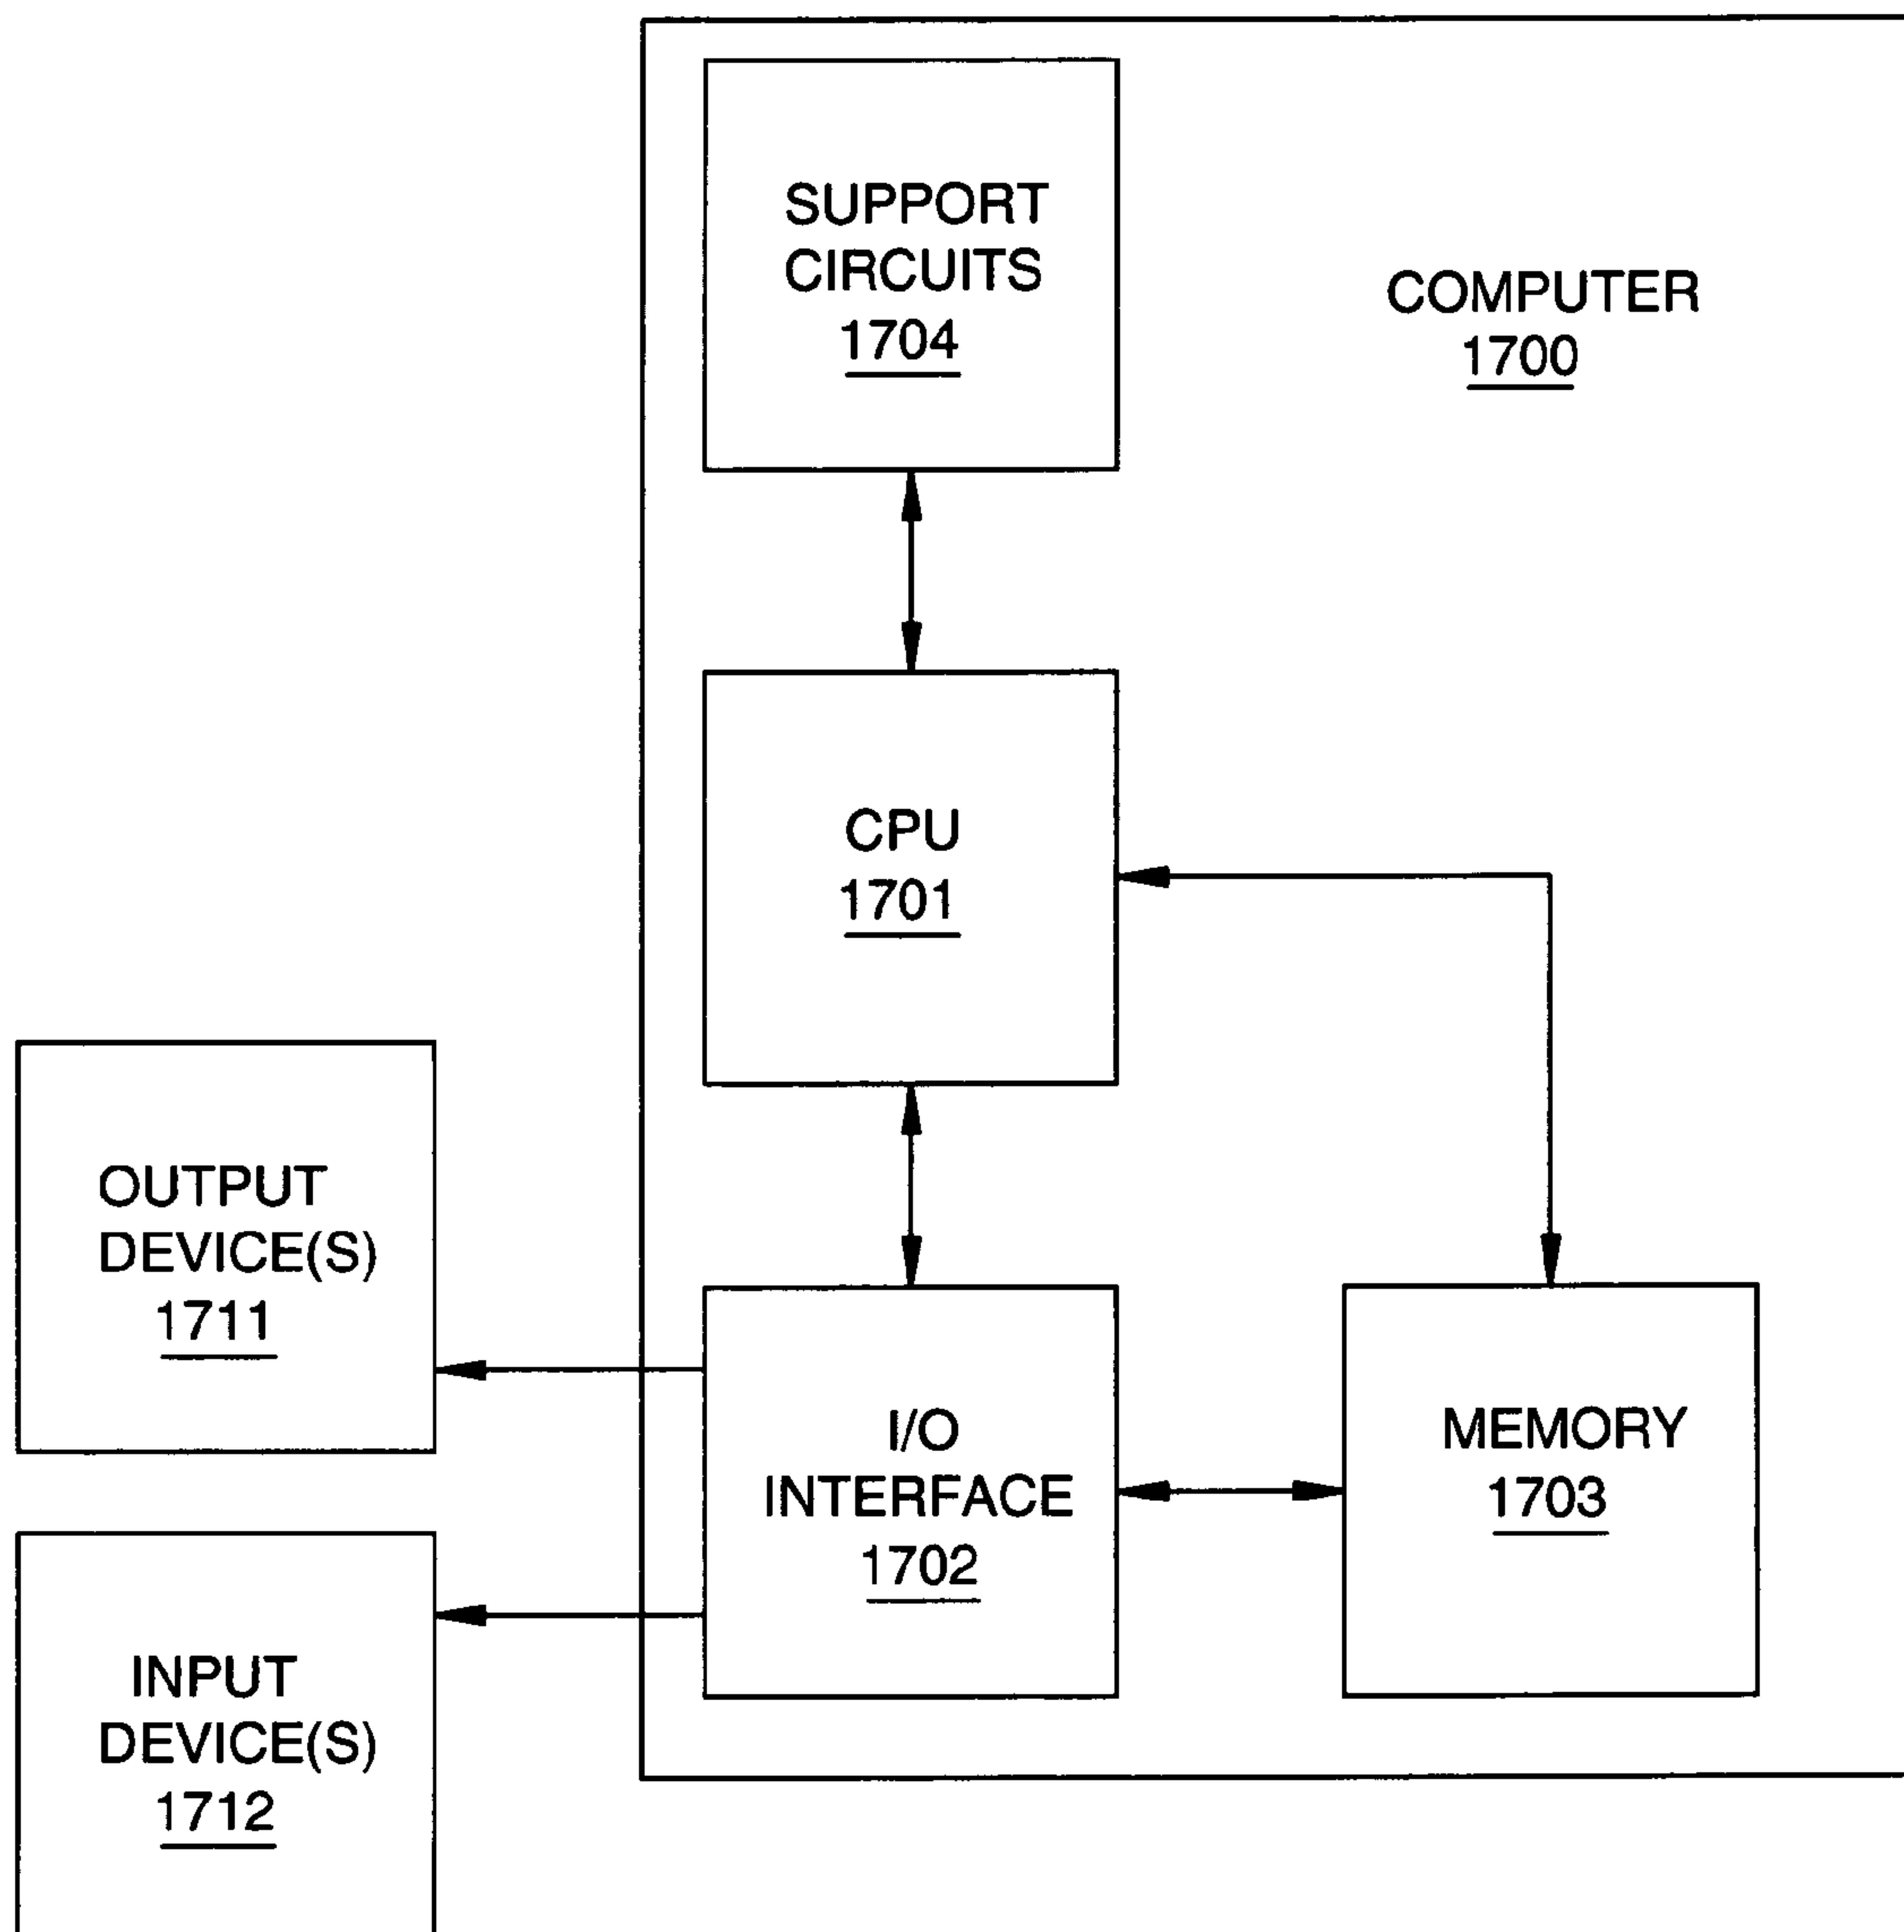 SUPPORT
CIRCUITS
1704
COMPUTER
1700
CPU
1701
OUTPUT
DEVICE(S)
1711
I/O
INTERFACE
1702
MEMORY
1703
INPUT
DEVICE(S)
1712